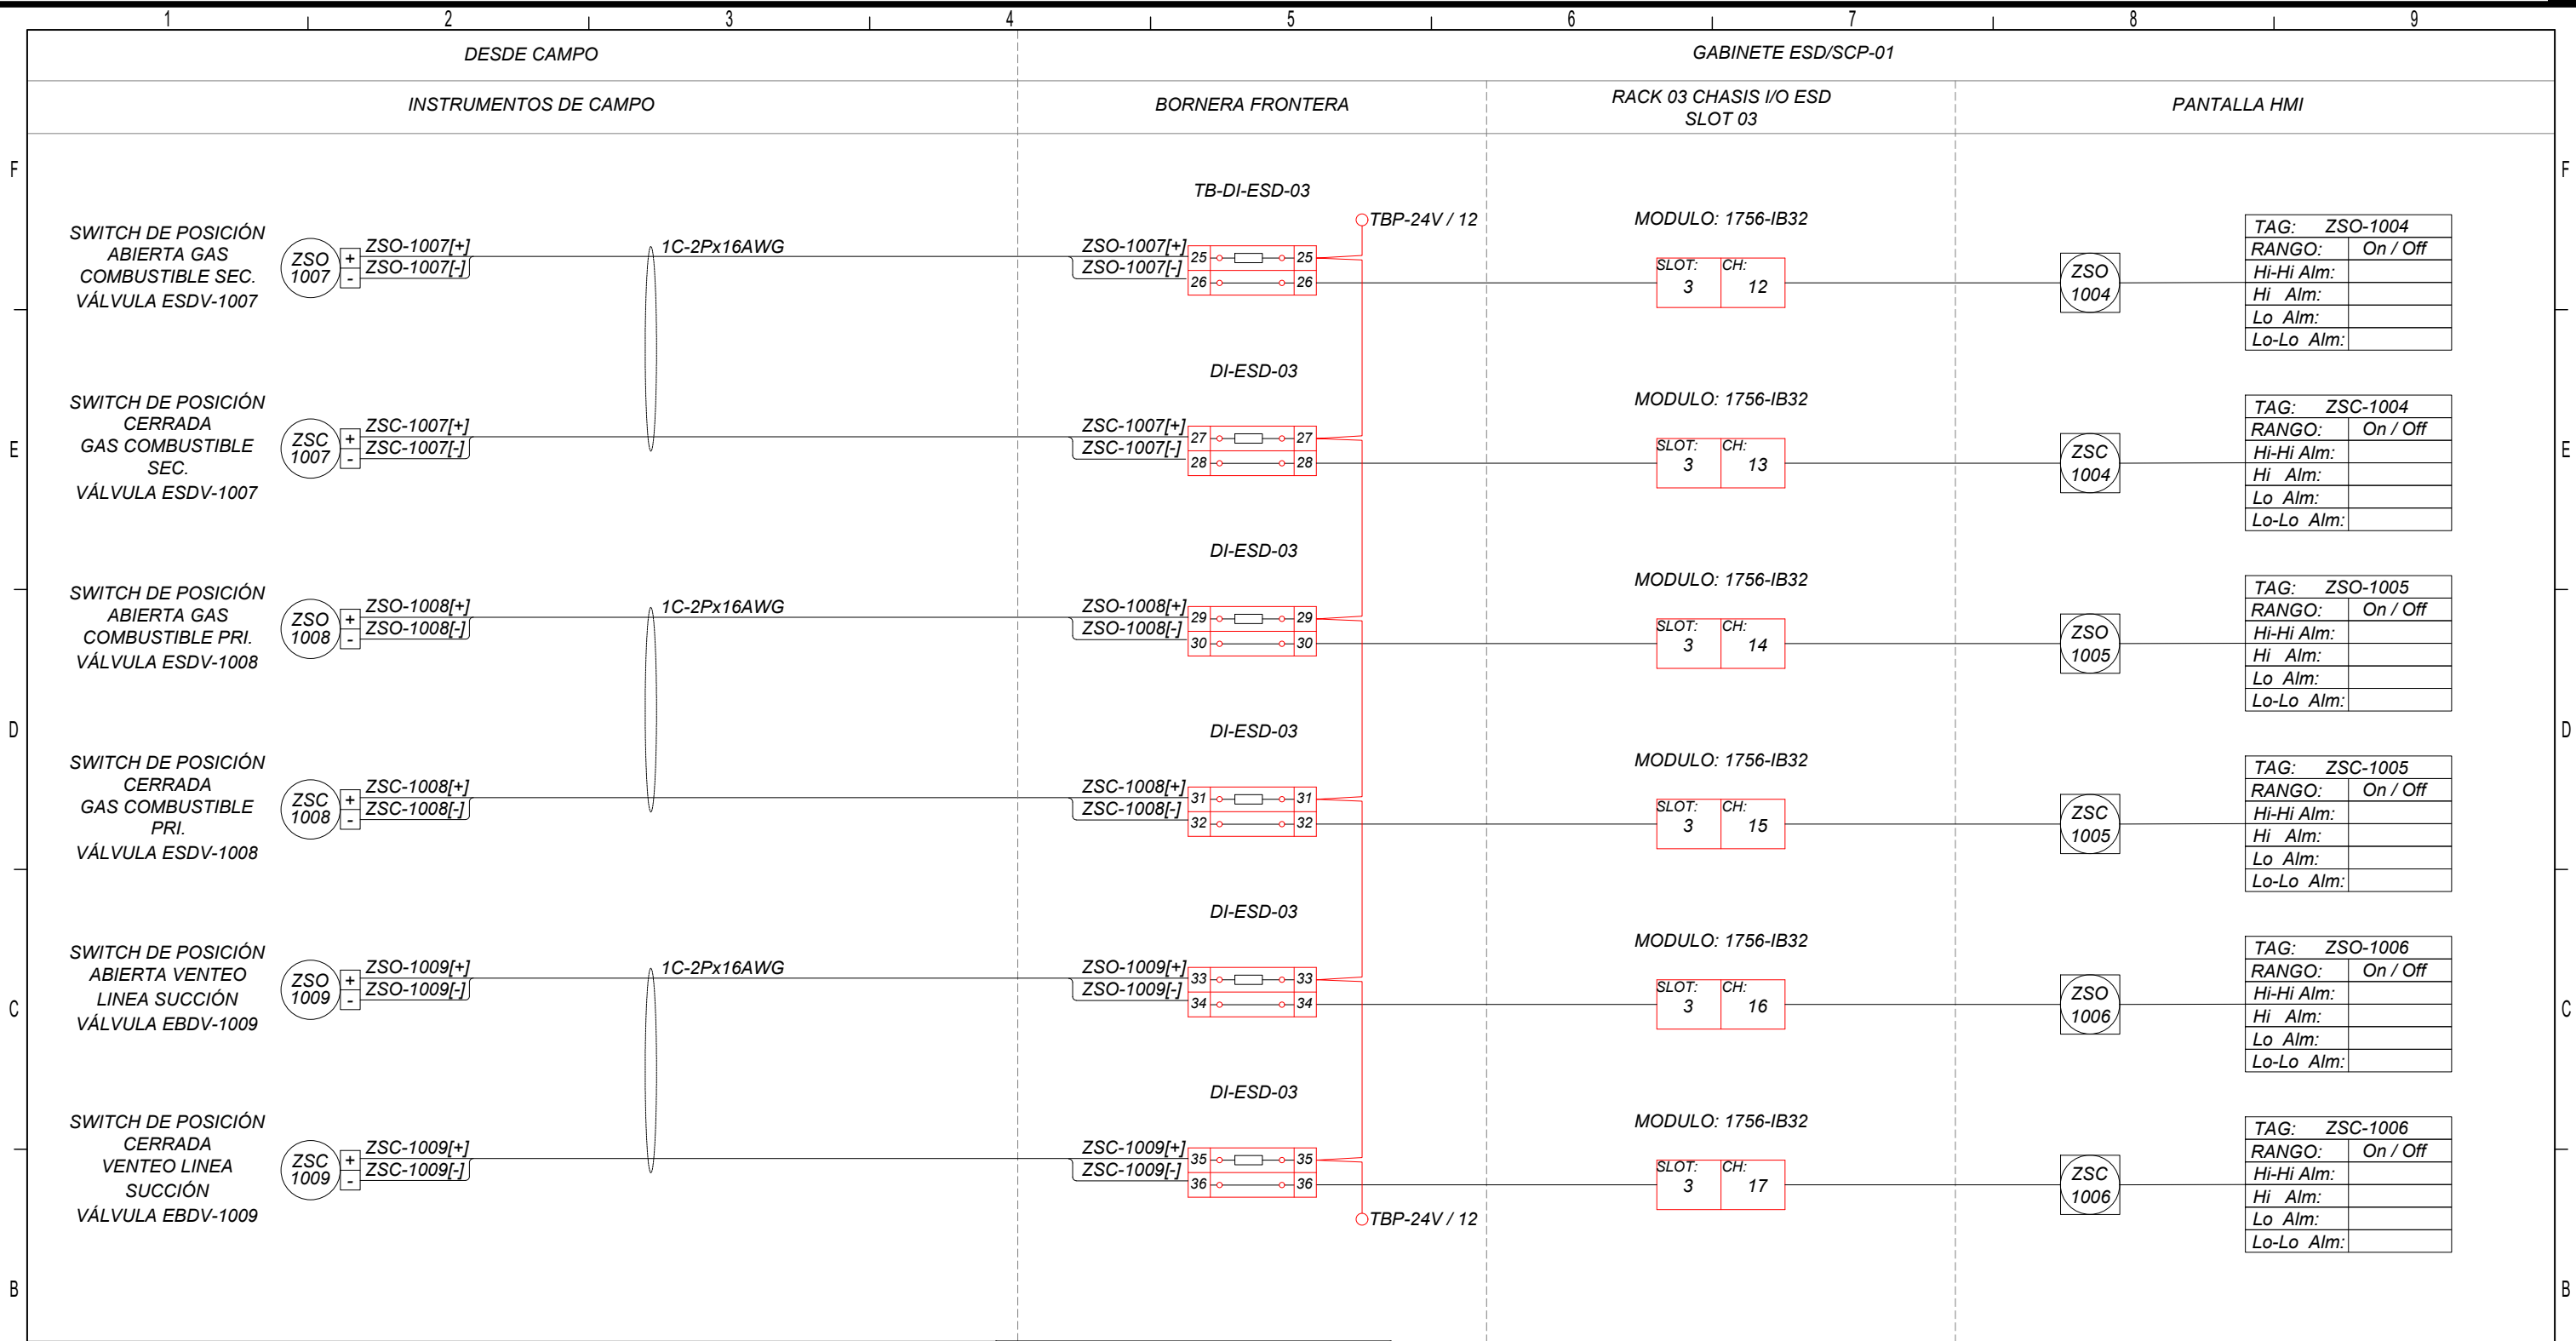 1 2 3 4 5 6 7 8 9
DESDE CAMPO
GABINETE ESD/SCP-01
INSTRUMENTOS DE CAMPO
BORNERA FRONTERA
RACK 03 CHASIS I/O ESD
SLOT 03
PANTALLA HMI
F
F
TB-DI-ESD-03
TBP-24V / 12
SWITCH DE POSICIÓN
ABIERTA GAS
COMBUSTIBLE SEC.
VÁLVULA ESDV-1007
ZSO
1007
+
-
ZSO-1007[+]
ZSO-1007[-]
1C-2Px16AWG
ZSO-1007[+]
ZSO-1007[-]
25 25
26 26
MODULO: 1756-IB32
SLOT: CH:
3 12
ZSO
1004
TAG: ZSO-1004
RANGO: On / Off
Hi-Hi Alm:
Hi Alm:
Lo Alm:
Lo-Lo Alm:
E
E
DI-ESD-03
SWITCH DE POSICIÓN
CERRADA
GAS COMBUSTIBLE
SEC.
VÁLVULA ESDV-1007
ZSC
1007
+
-
ZSC-1007[+]
ZSC-1007[-]
ZSC-1007[+]
ZSC-1007[-]
27 27
28 28
MODULO: 1756-IB32
SLOT: CH:
3 13
ZSC
1004
TAG: ZSC-1004
RANGO: On / Off
Hi-Hi Alm:
Hi Alm:
Lo Alm:
Lo-Lo Alm:
DI-ESD-03
SWITCH DE POSICIÓN
ABIERTA GAS
COMBUSTIBLE PRI.
VÁLVULA ESDV-1008
ZSO
1008
+
-
ZSO-1008[+]
ZSO-1008[-]
1C-2Px16AWG
ZSO-1008[+]
ZSO-1008[-]
29 29
30 30
MODULO: 1756-IB32
SLOT: CH:
3 14
ZSO
1005
TAG: ZSO-1005
RANGO: On / Off
Hi-Hi Alm:
Hi Alm:
Lo Alm:
Lo-Lo Alm:
D
D
DI-ESD-03
SWITCH DE POSICIÓN
CERRADA
GAS COMBUSTIBLE
PRI.
VÁLVULA ESDV-1008
ZSC
1008
+
-
ZSC-1008[+]
ZSC-1008[-]
ZSC-1008[+]
ZSC-1008[-]
31 31
32 32
MODULO: 1756-IB32
SLOT: CH:
3 15
ZSC
1005
TAG: ZSC-1005
RANGO: On / Off
Hi-Hi Alm:
Hi Alm:
Lo Alm:
Lo-Lo Alm:
DI-ESD-03
SWITCH DE POSICIÓN
ABIERTA VENTEO
LINEA SUCCIÓN
VÁLVULA EBDV-1009
ZSO
1009
+
-
ZSO-1009[+]
ZSO-1009[-]
1C-2Px16AWG
ZSO-1009[+]
ZSO-1009[-]
33 33
34 34
MODULO: 1756-IB32
SLOT: CH:
3 16
ZSO
1006
TAG: ZSO-1006
RANGO: On / Off
Hi-Hi Alm:
Hi Alm:
Lo Alm:
Lo-Lo Alm:
C
C
DI-ESD-03
SWITCH DE POSICIÓN
CERRADA
VENTEO LINEA
SUCCIÓN
VÁLVULA EBDV-1009
ZSC
1009
+
-
ZSC-1009[+]
ZSC-1009[-]
ZSC-1009[+]
ZSC-1009[-]
35 35
36 36
TBP-24V / 12
MODULO: 1756-IB32
SLOT: CH:
3 17
ZSC
1006
TAG: ZSC-1006
RANGO: On / Off
Hi-Hi Alm:
Hi Alm:
Lo Alm:
Lo-Lo Alm:
B
B